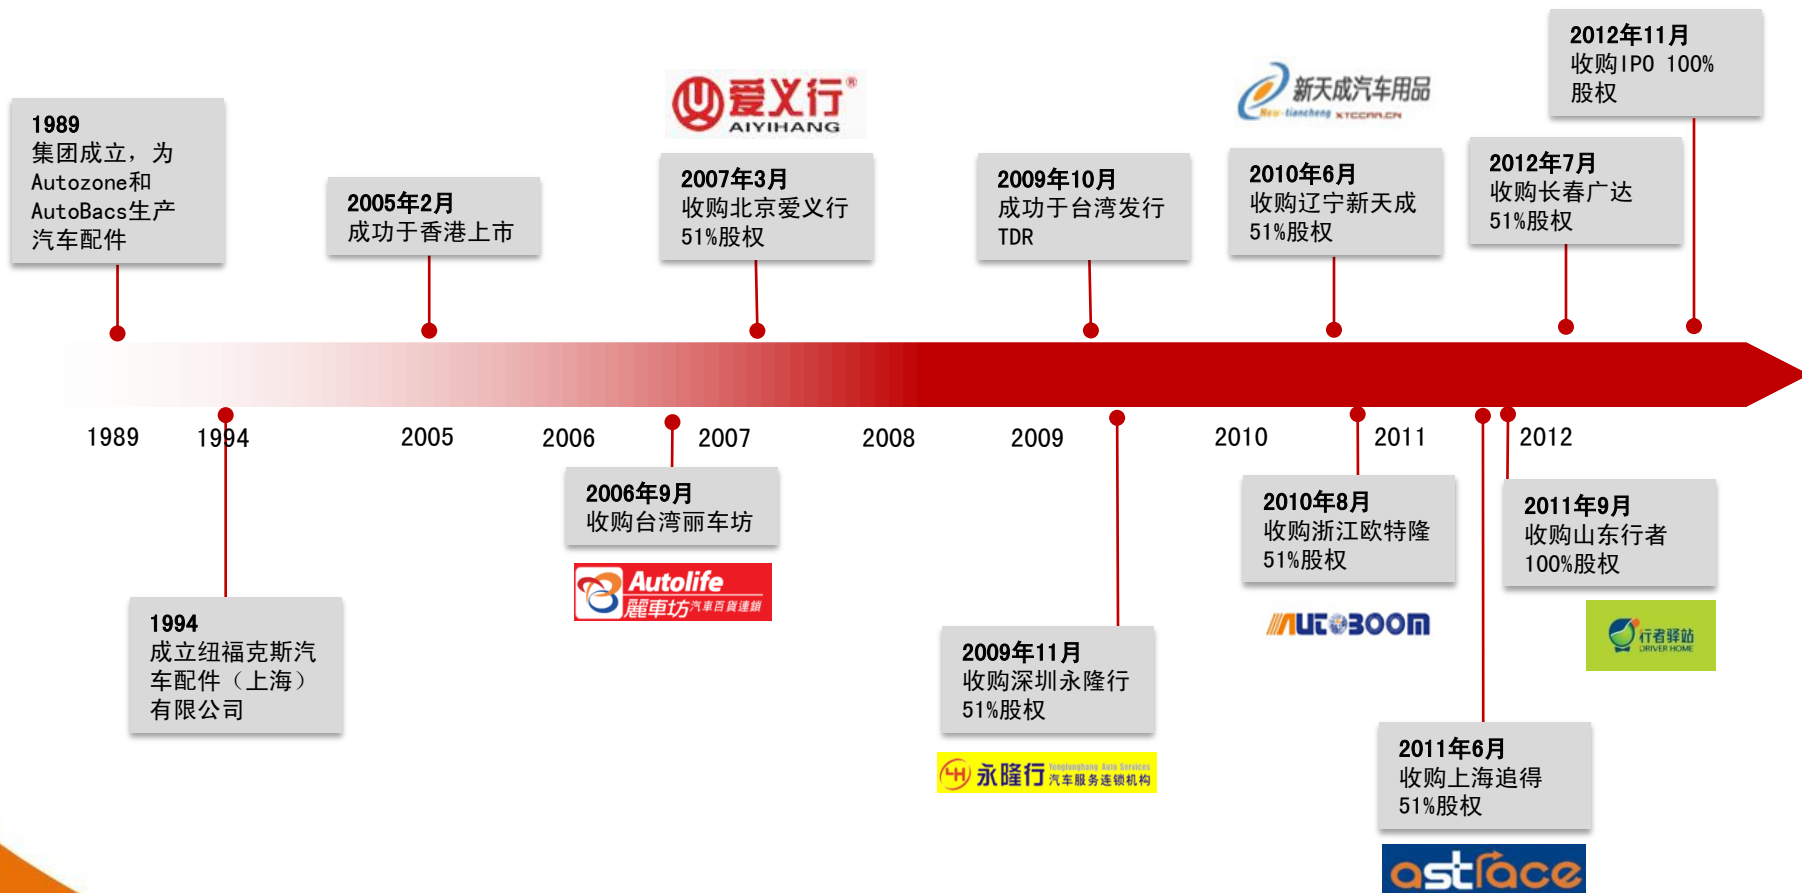 2012年11月
收购IPO 100%
股权
爱义行®
AIYIHANG
新天成汽车用品
New-tiancheng XTCCAR.CN
1989
集团成立，为
Autozone和
AutoBacs生产
汽车配件
2005年2月
成功于香港上市
2007年3月
收购北京爱义行
51%股权
2009年10月
成功于台湾发行
TDR
2010年6月
收购辽宁新天成
51%股权
2012年7月
收购长春广达
51%股权
1989 1994 2005 2006 2007 2008 2009 2010 2011 2012
1994
成立纽福克斯汽
车配件（上海）
有限公司
2006年9月
收购台湾丽车坊
Autolife
麗車坊汽車百貨連鎖
2009年11月
收购深圳永隆行
51%股权
永隆行 Yonglonghang Auto Services
汽车服务连锁机构
2010年8月
收购浙江欧特隆
51%股权
AUTOBOOM
2011年9月
收购山东行者
100%股权
行者驿站
DRIVER HOME
2011年6月
收购上海追得
51%股权
astrace